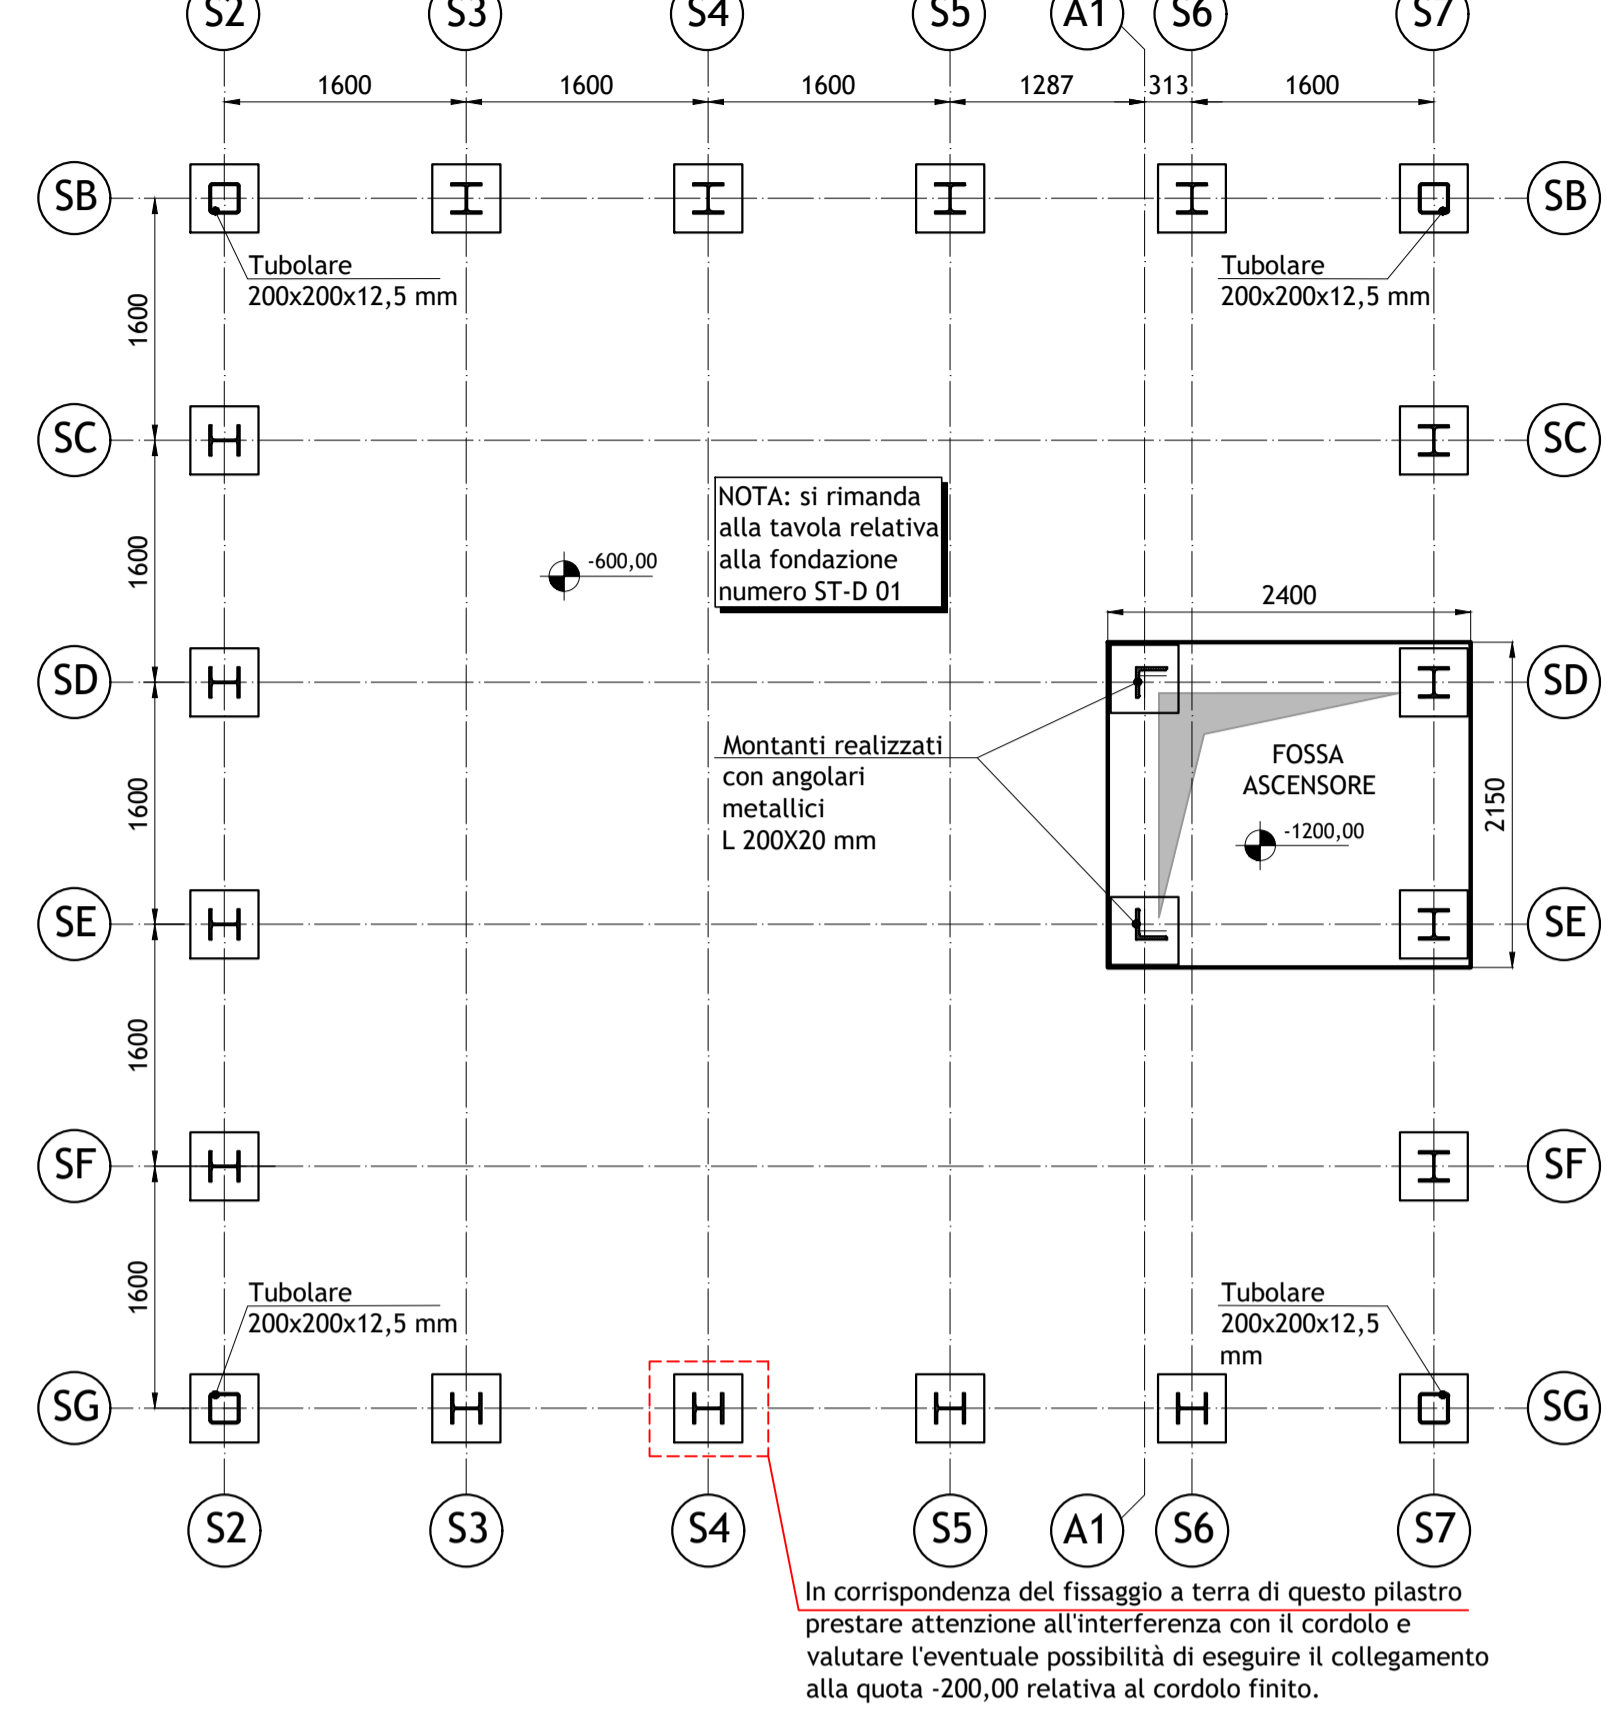 S2 S3 S4 S5 A1 S6 S7
1600 1600 1600 1287 313 1600
SB SB
Tubolare
200x200x12,5 mm
Tubolare
200x200x12,5 mm
1600
SC SC
NOTA: si rimanda
alla tavola relativa
alla fondazione
numero ST-D 01
-600,00
1600
2400
SD SD
Montanti realizzati
con angolari
metallici
L 200X20 mm
FOSSA
ASCENSORE
-1200,00
2150
1600
SE SE
1600
SF SF
1600
Tubolare
200x200x12,5 mm
Tubolare
200x200x12,5
mm
SG SG
S2 S3 S4 S5 A1 S6 S7
In corrispondenza del fissaggio a terra di questo pilastro
prestare attenzione all'interferenza con il cordolo e
valutare l'eventuale possibilità di eseguire il collegamento
alla quota -200,00 relativa al cordolo finito.